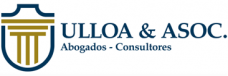 ULLOA & ASOC.
Abogados - Consultores